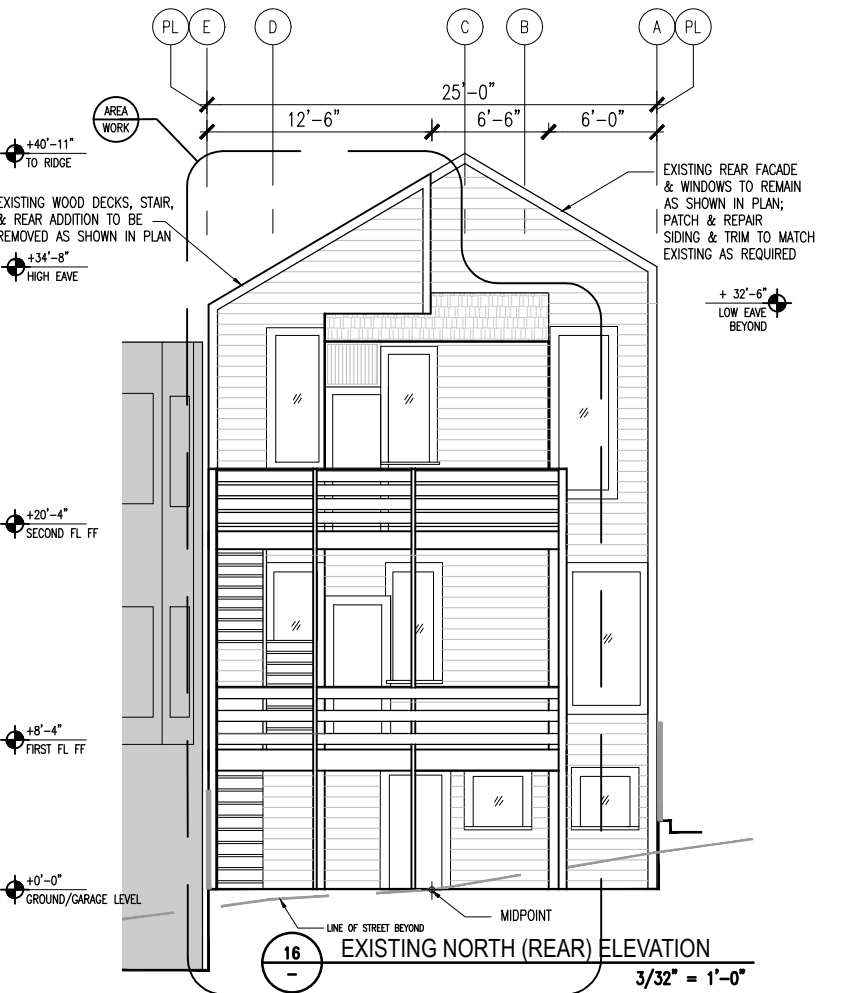 PL E D C B A PL
25'-0"
12'-6" 6'-6" 6'-0"
AREA
WORK
+40'-11"
TO RIDGE
EXISTING WOOD DECKS, STAIR,
& REAR ADDITION TO BE
REMOVED AS SHOWN IN PLAN
EXISTING REAR FACADE
& WINDOWS TO REMAIN
AS SHOWN IN PLAN;
PATCH & REPAIR
SIDING & TRIM TO MATCH
EXISTING AS REQUIRED
+34'-8"
HIGH EAVE
+ 32'-6"
LOW EAVE
BEYOND
+20'-4"
SECOND FL FF
+8'-4"
FIRST FL FF
+0'-0"
GROUND/GARAGE LEVEL
MIDPOINT
LINE OF STREET BEYOND
16
-
EXISTING NORTH (REAR) ELEVATION
3/32" = 1'-0"